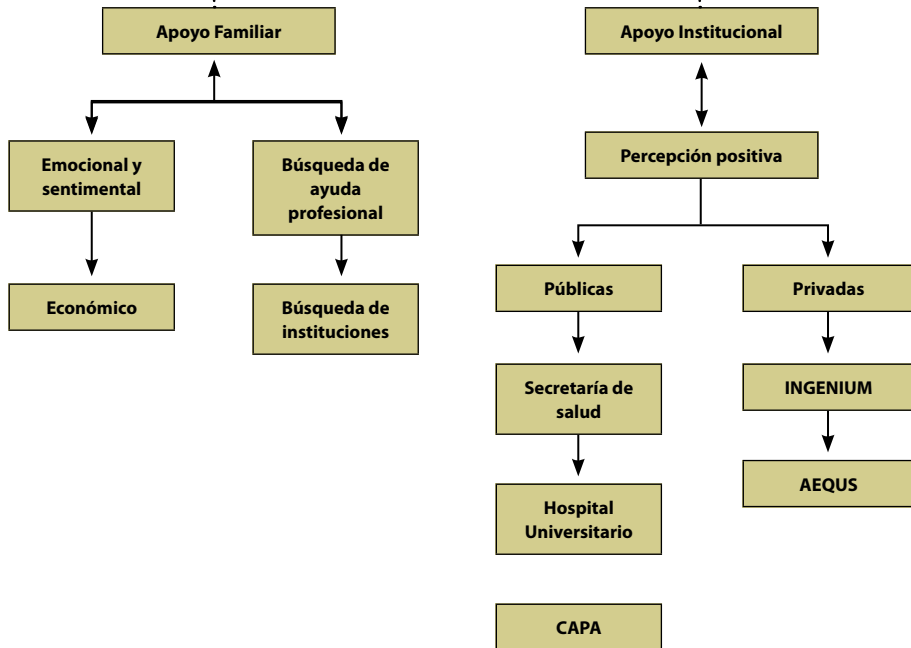 Apoyo Familiar
Apoyo Institucional
Emocional y
sentimental
Búsqueda de
ayuda
profesional
Percepción positiva
Económico
Búsqueda de
instituciones
Públicas
Privadas
Secretaría de
salud
INGENIUM
Hospital
Universitario
AEQUS
CAPA